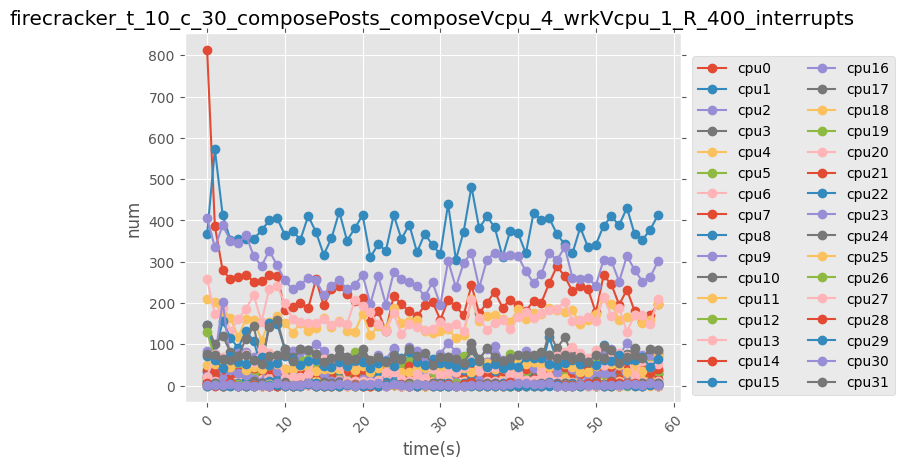 firecracker_t_10_c_30_composePosts_composeVcpu_4_wrkVcpu_1_R_400_interrupts
800
700
600
500
400
300
200
100
0
num
0
10
20
30
40
50
60
time(s)
cpu0
cpu1
cpu2
cpu3
cpu4
cpu5
cpu6
cpu7
cpu8
cpu9
cpu10
cpu11
cpu12
cpu13
cpu14
cpu15
cpu16
cpu17
cpu18
cpu19
cpu20
cpu21
cpu22
cpu23
cpu24
cpu25
cpu26
cpu27
cpu28
cpu29
cpu30
cpu31